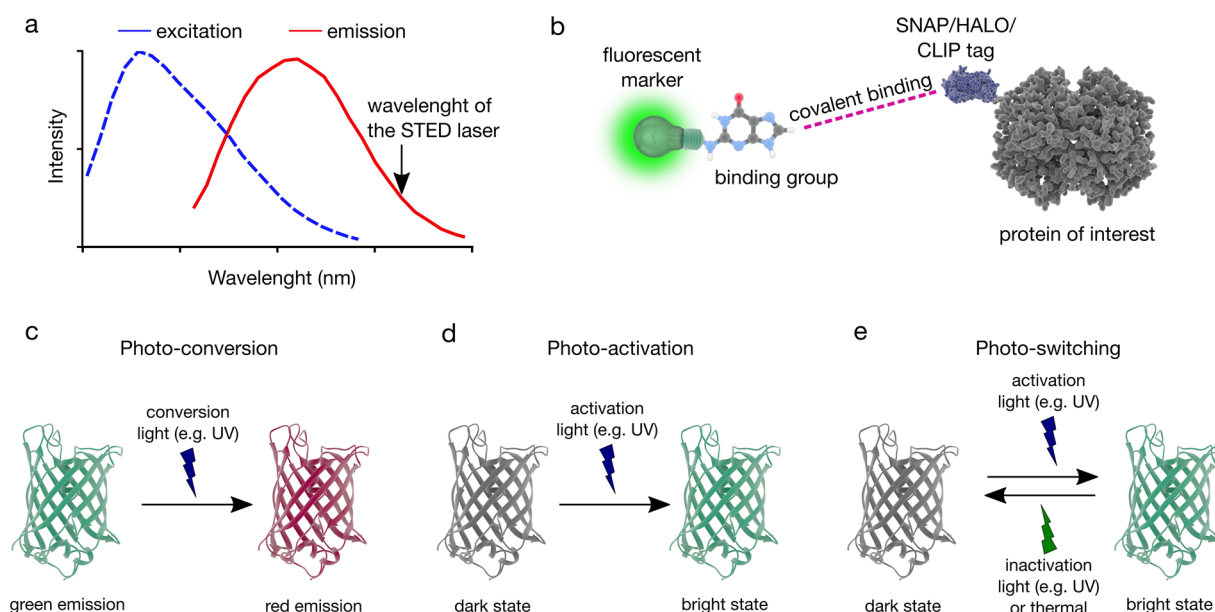 a
excitation
emission
wavelenght of
the STED laser
Intensity
Wavelenght (nm)
b
fluorescent
marker
SNAP/HALO/
CLIP tag
covalent binding
binding group
protein of interest
c
Photo-conversion
conversion
light (e.g. UV)
green emission
red emission
d
Photo-activation
activation
light (e.g. UV)
dark state
bright state
e
Photo-switching
activation
light (e.g. UV)
inactivation
light (e.g. UV)
or thermal
dark state
bright state